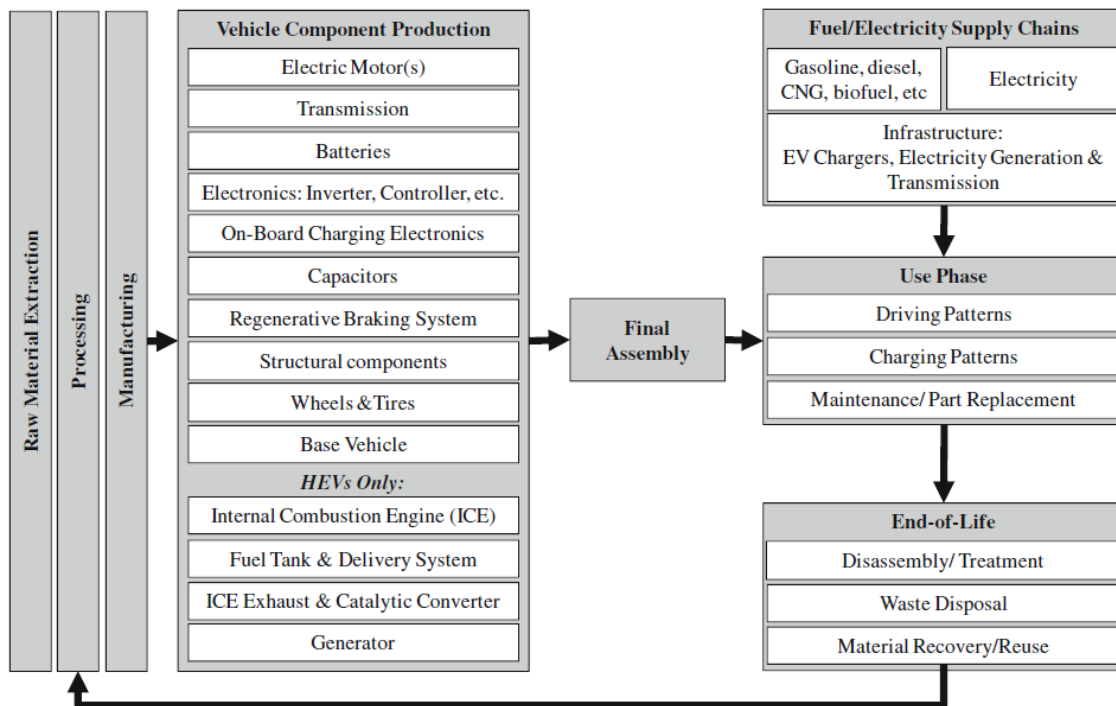 Raw Material Extraction
Processing
Manufacturing
Vehicle Component Production
Electric Motor(s)
Transmission
Batteries
Electronics: Inverter, Controller, etc.
On-Board Charging Electronics
Capacitors
Regenerative Braking System
Structural components
Wheels &Tires
Base Vehicle
HEVs Only:
Internal Combustion Engine (ICE)
Fuel Tank & Delivery System
ICE Exhaust & Catalytic Converter
Generator
Final
Assembly
Fuel/Electricity Supply Chains
Gasoline, diesel,
CNG, biofuel, etc
Electricity
Infrastructure:
EV Chargers, Electricity Generation &
Transmission
Use Phase
Driving Patterns
Charging Patterns
Maintenance/ Part Replacement
End-of-Life
Disassembly/ Treatment
Waste Disposal
Material Recovery/Reuse